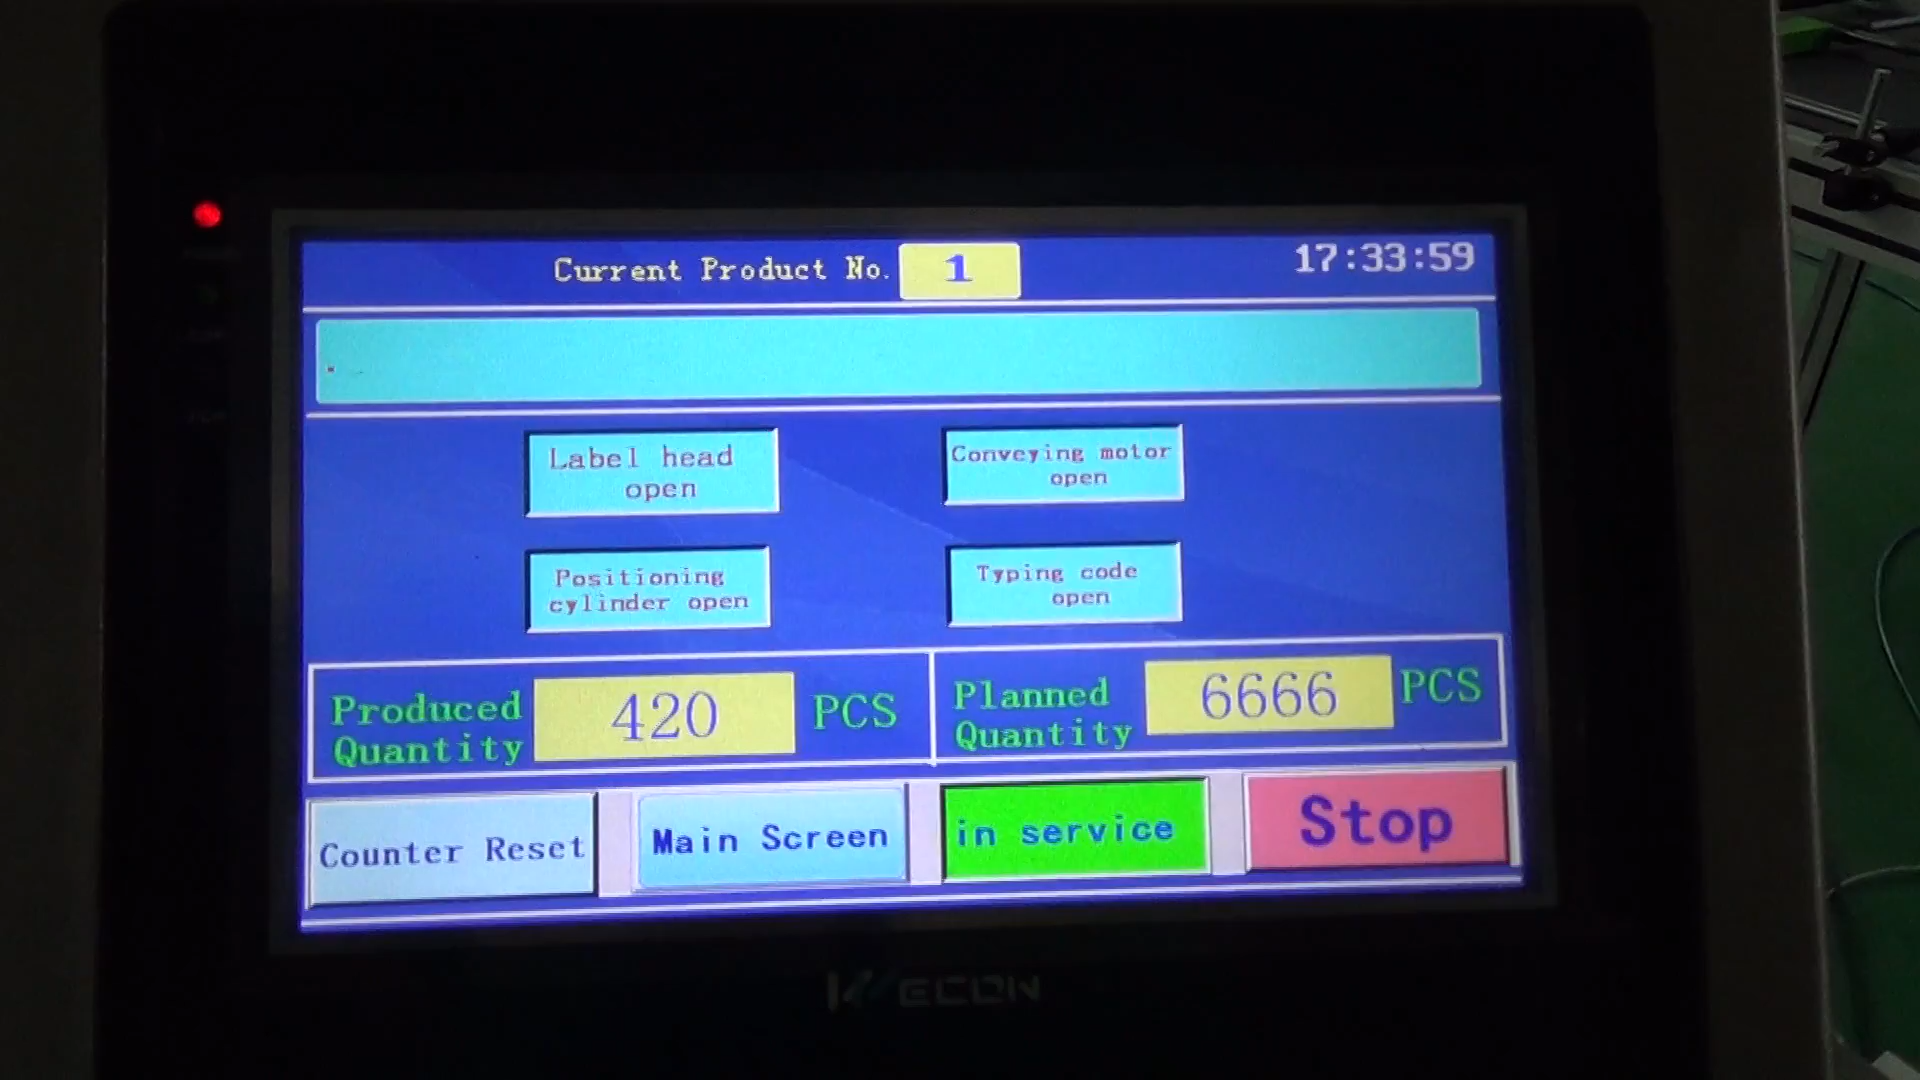 Current Product No. 1
17:33:59
Label head
open
Conveying motor
open
Positioning
cylinder open
Typing code
open
Produced
Quantity
420
PCS
Planned
Quantity
6666
PCS
Counter Reset
Main Screen
in service
Stop
WECON